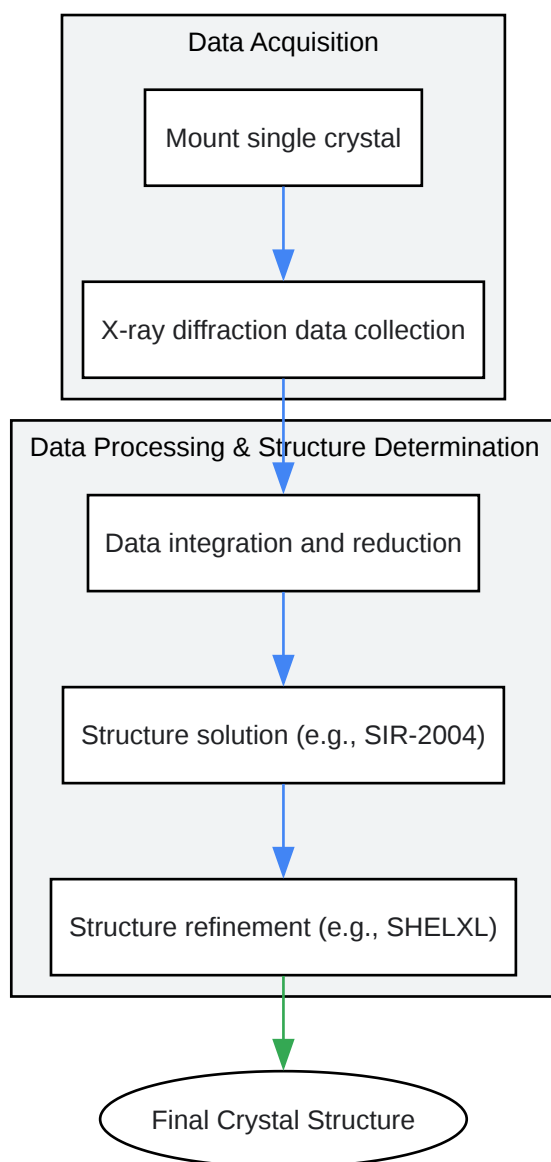 Data Acquisition
Mount single crystal
X-ray diffraction data collection
Data Processing & Structure Determination
Data integration and reduction
Structure solution (e.g., SIR-2004)
Structure refinement (e.g., SHELXL)
Final Crystal Structure